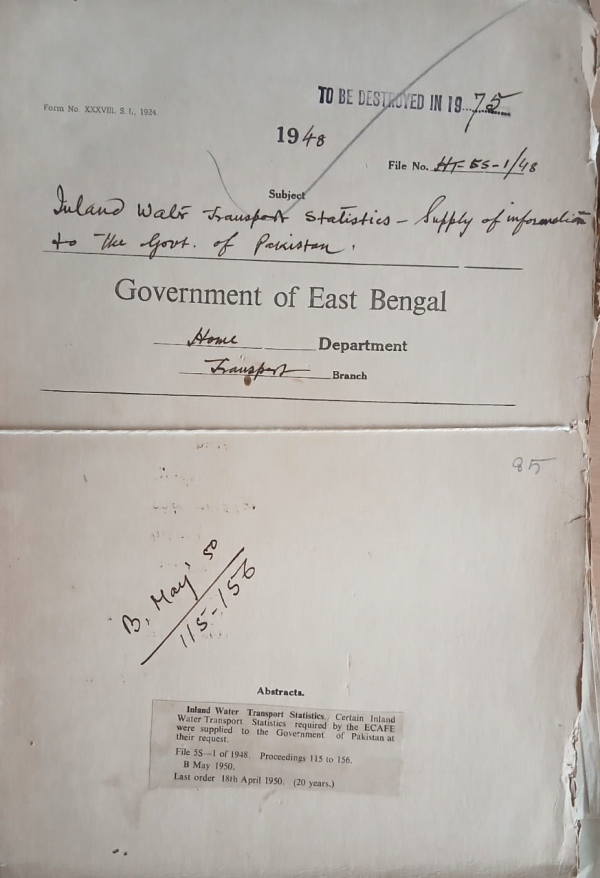 TO BE DESTROYED IN 1975
Form No. XXXVIII, S. I., 1924.
1948
File No. HT-5S-1/48
Subject
Inland Water Transport Statistics – Supply of information
to the Govt. of Pakistan.
Government of East Bengal
Home Department
Transport Branch
85
B, May' 50
115-156
Abstracts.
Inland Water Transport Statistics. Certain Inland
Water Transport Statistics required by the ECAFE
were supplied to the Government of Pakistan at
their request.
File 5S—1 of 1948. Proceedings 115 to 156.
B May 1950.
Last order 18th April 1950. (20 years.)